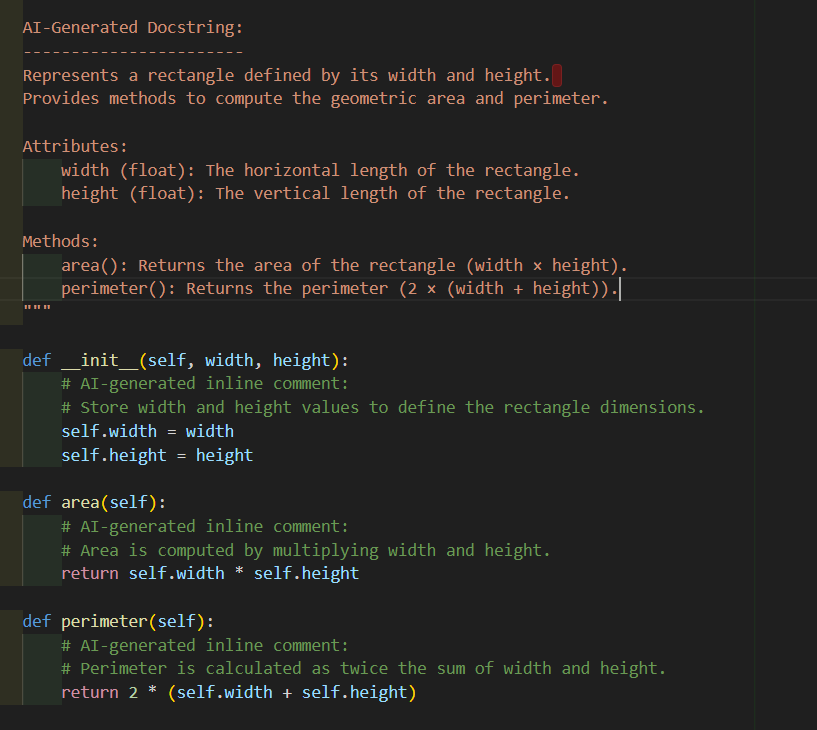 AI-Generated Docstring:
-----------------------
Represents a rectangle defined by its width and height.
Provides methods to compute the geometric area and perimeter.

Attributes:
    width (float): The horizontal length of the rectangle.
    height (float): The vertical length of the rectangle.

Methods:
    area(): Returns the area of the rectangle (width × height).
    perimeter(): Returns the perimeter (2 × (width + height)).
"""

def __init__(self, width, height):
    # AI-generated inline comment:
    # Store width and height values to define the rectangle dimensions.
    self.width = width
    self.height = height

def area(self):
    # AI-generated inline comment:
    # Area is computed by multiplying width and height.
    return self.width * self.height

def perimeter(self):
    # AI-generated inline comment:
    # Perimeter is calculated as twice the sum of width and height.
    return 2 * (self.width + self.height)